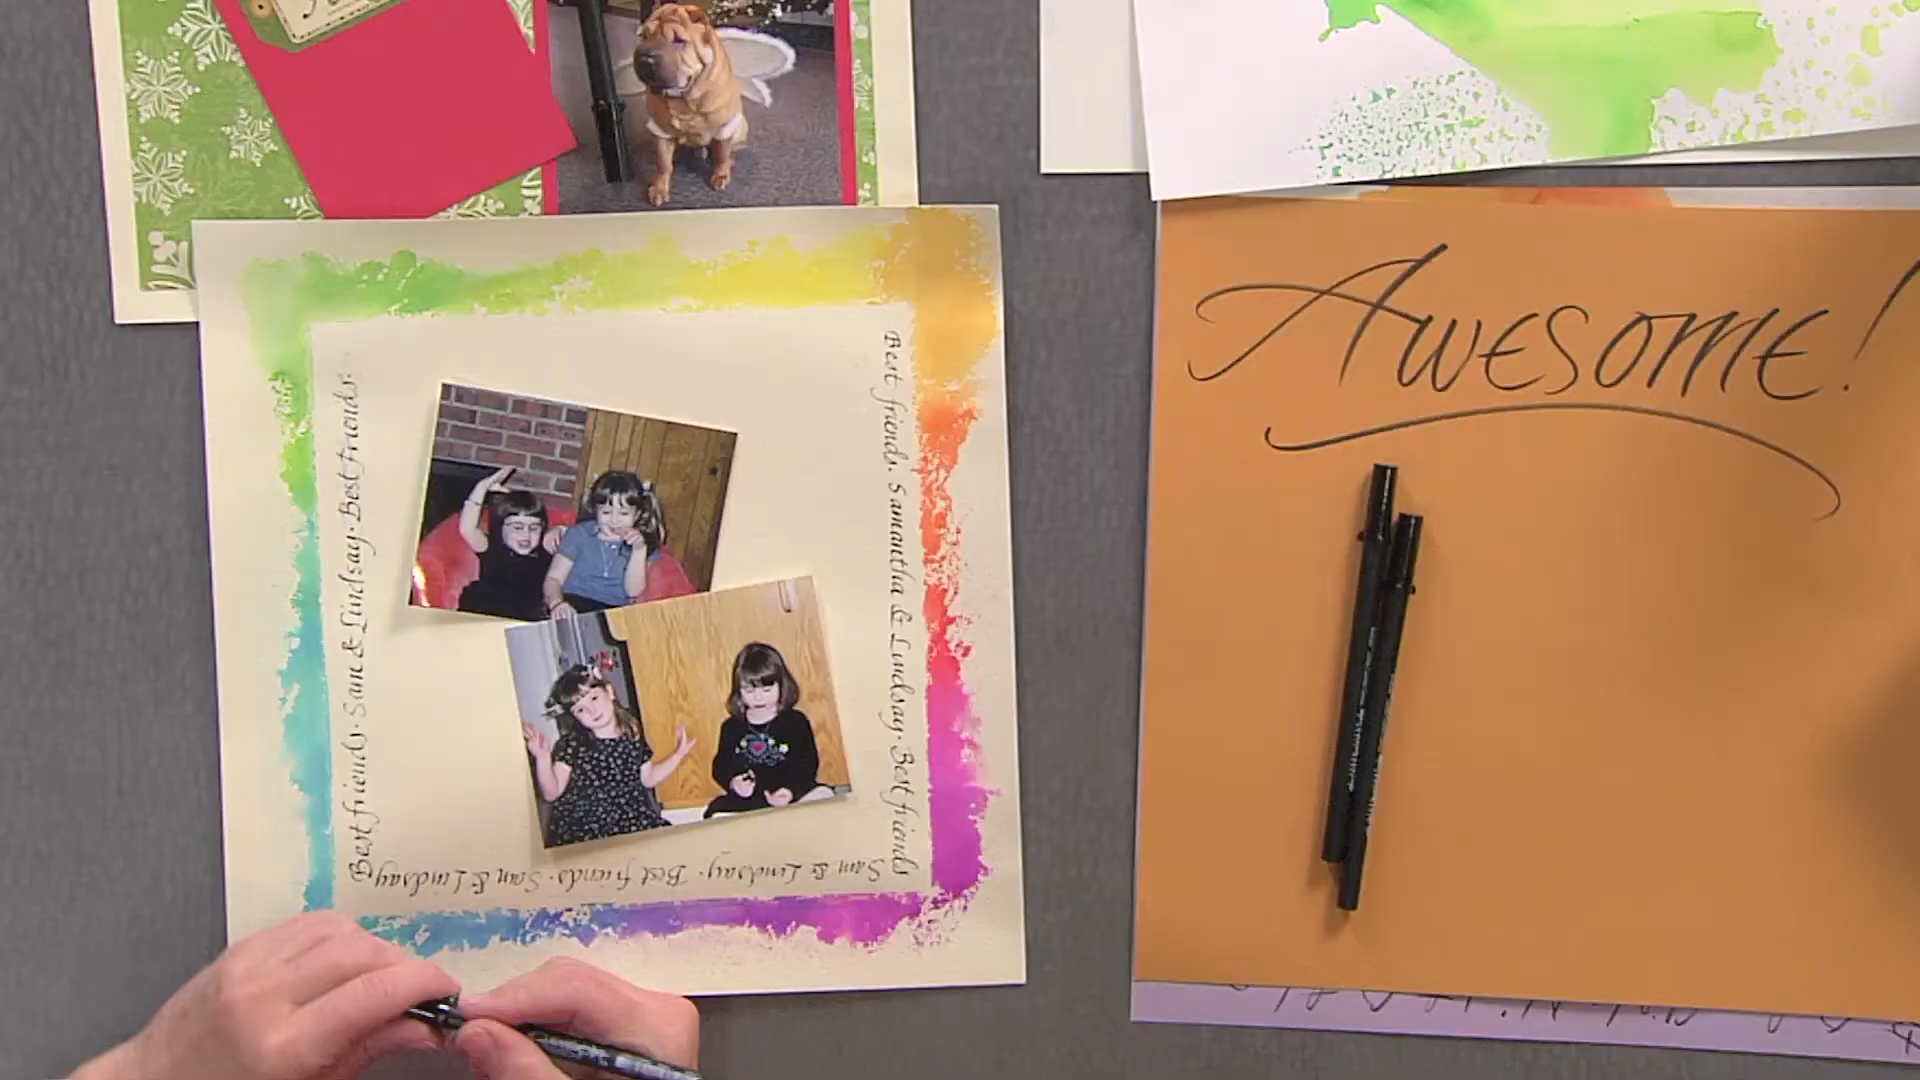 Awesome!
Best friends. Sam & Lindsay. Best friends.
Best friends. Samantha & Lindsay. Best friends
Sam & Lindsay. Best friends. Sam & Lindsay